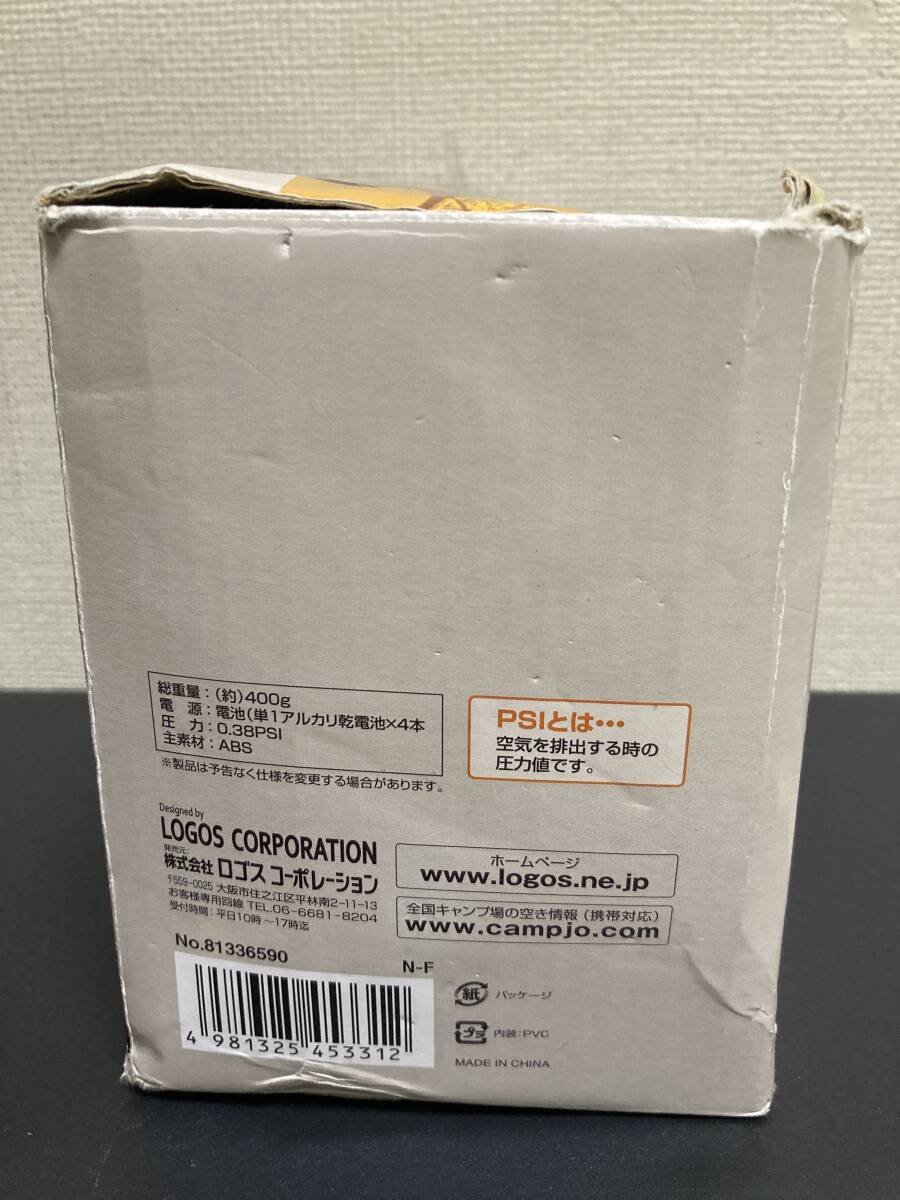 総重量：(約)400g
電　源：電池(単1アルカリ乾電池×4本
圧　力：0.38PSI
主素材：ABS
※製品は予告なく仕様を変更する場合があります。
PSIとは…
空気を排出する時の
圧力値です。
Designed by
LOGOS CORPORATION
発売元:
株式会社 ロゴス コーポレーション
〒559-0025 大阪市住之江区平林南2-11-13
お客様専用回線 TEL.06-6681-8204
受付時間：平日10時～17時迄
ホームページ
www.logos.ne.jp
全国キャンプ場の空き情報（携帯対応）
www.campjo.com
No.81336590
N-F
4 981325 453312
紙 パッケージ
プラ 内装：PVC
MADE IN CHINA